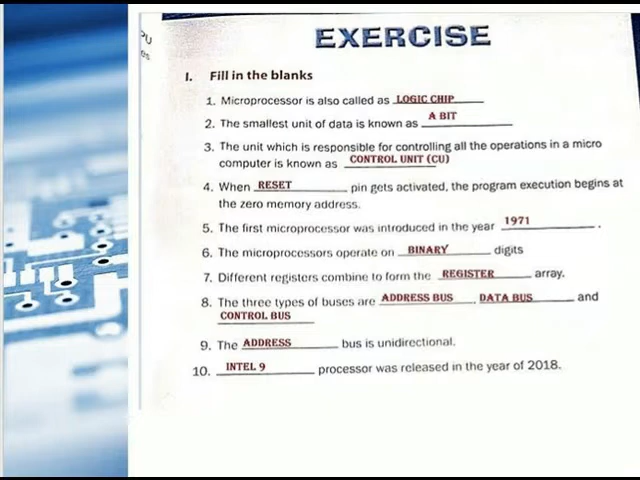 PU
es
EXERCISE
I. Fill in the blanks
1. Microprocessor is also called as LOGIC CHIP
2. The smallest unit of data is known as A BIT
3. The unit which is responsible for controlling all the operations in a micro
computer is known as CONTROL UNIT (CU)
4. When RESET pin gets activated, the program execution begins at
the zero memory address.
5. The first microprocessor was introduced in the year 1971 .
6. The microprocessors operate on BINARY digits
7. Different registers combine to form the REGISTER array.
8. The three types of buses are ADDRESS BUS , DATA BUS and
CONTROL BUS
9. The ADDRESS bus is unidirectional.
10. INTEL 9 processor was released in the year of 2018.